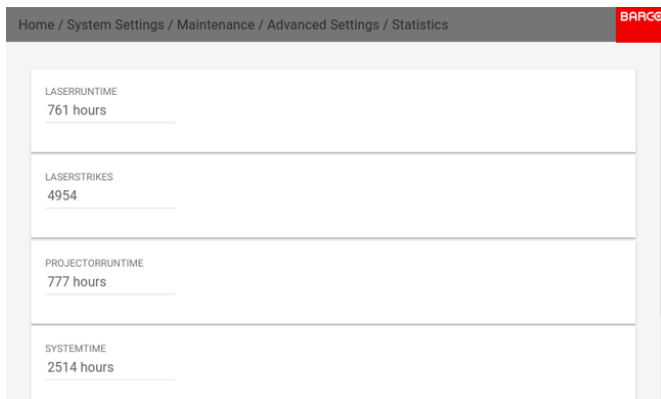 Home / System Settings / Maintenance / Advanced Settings / Statistics
BARCO
LASERRUNTIME
761 hours
LASERSTRIKES
4954
PROJECTORRUNTIME
777 hours
SYSTEMTIME
2514 hours